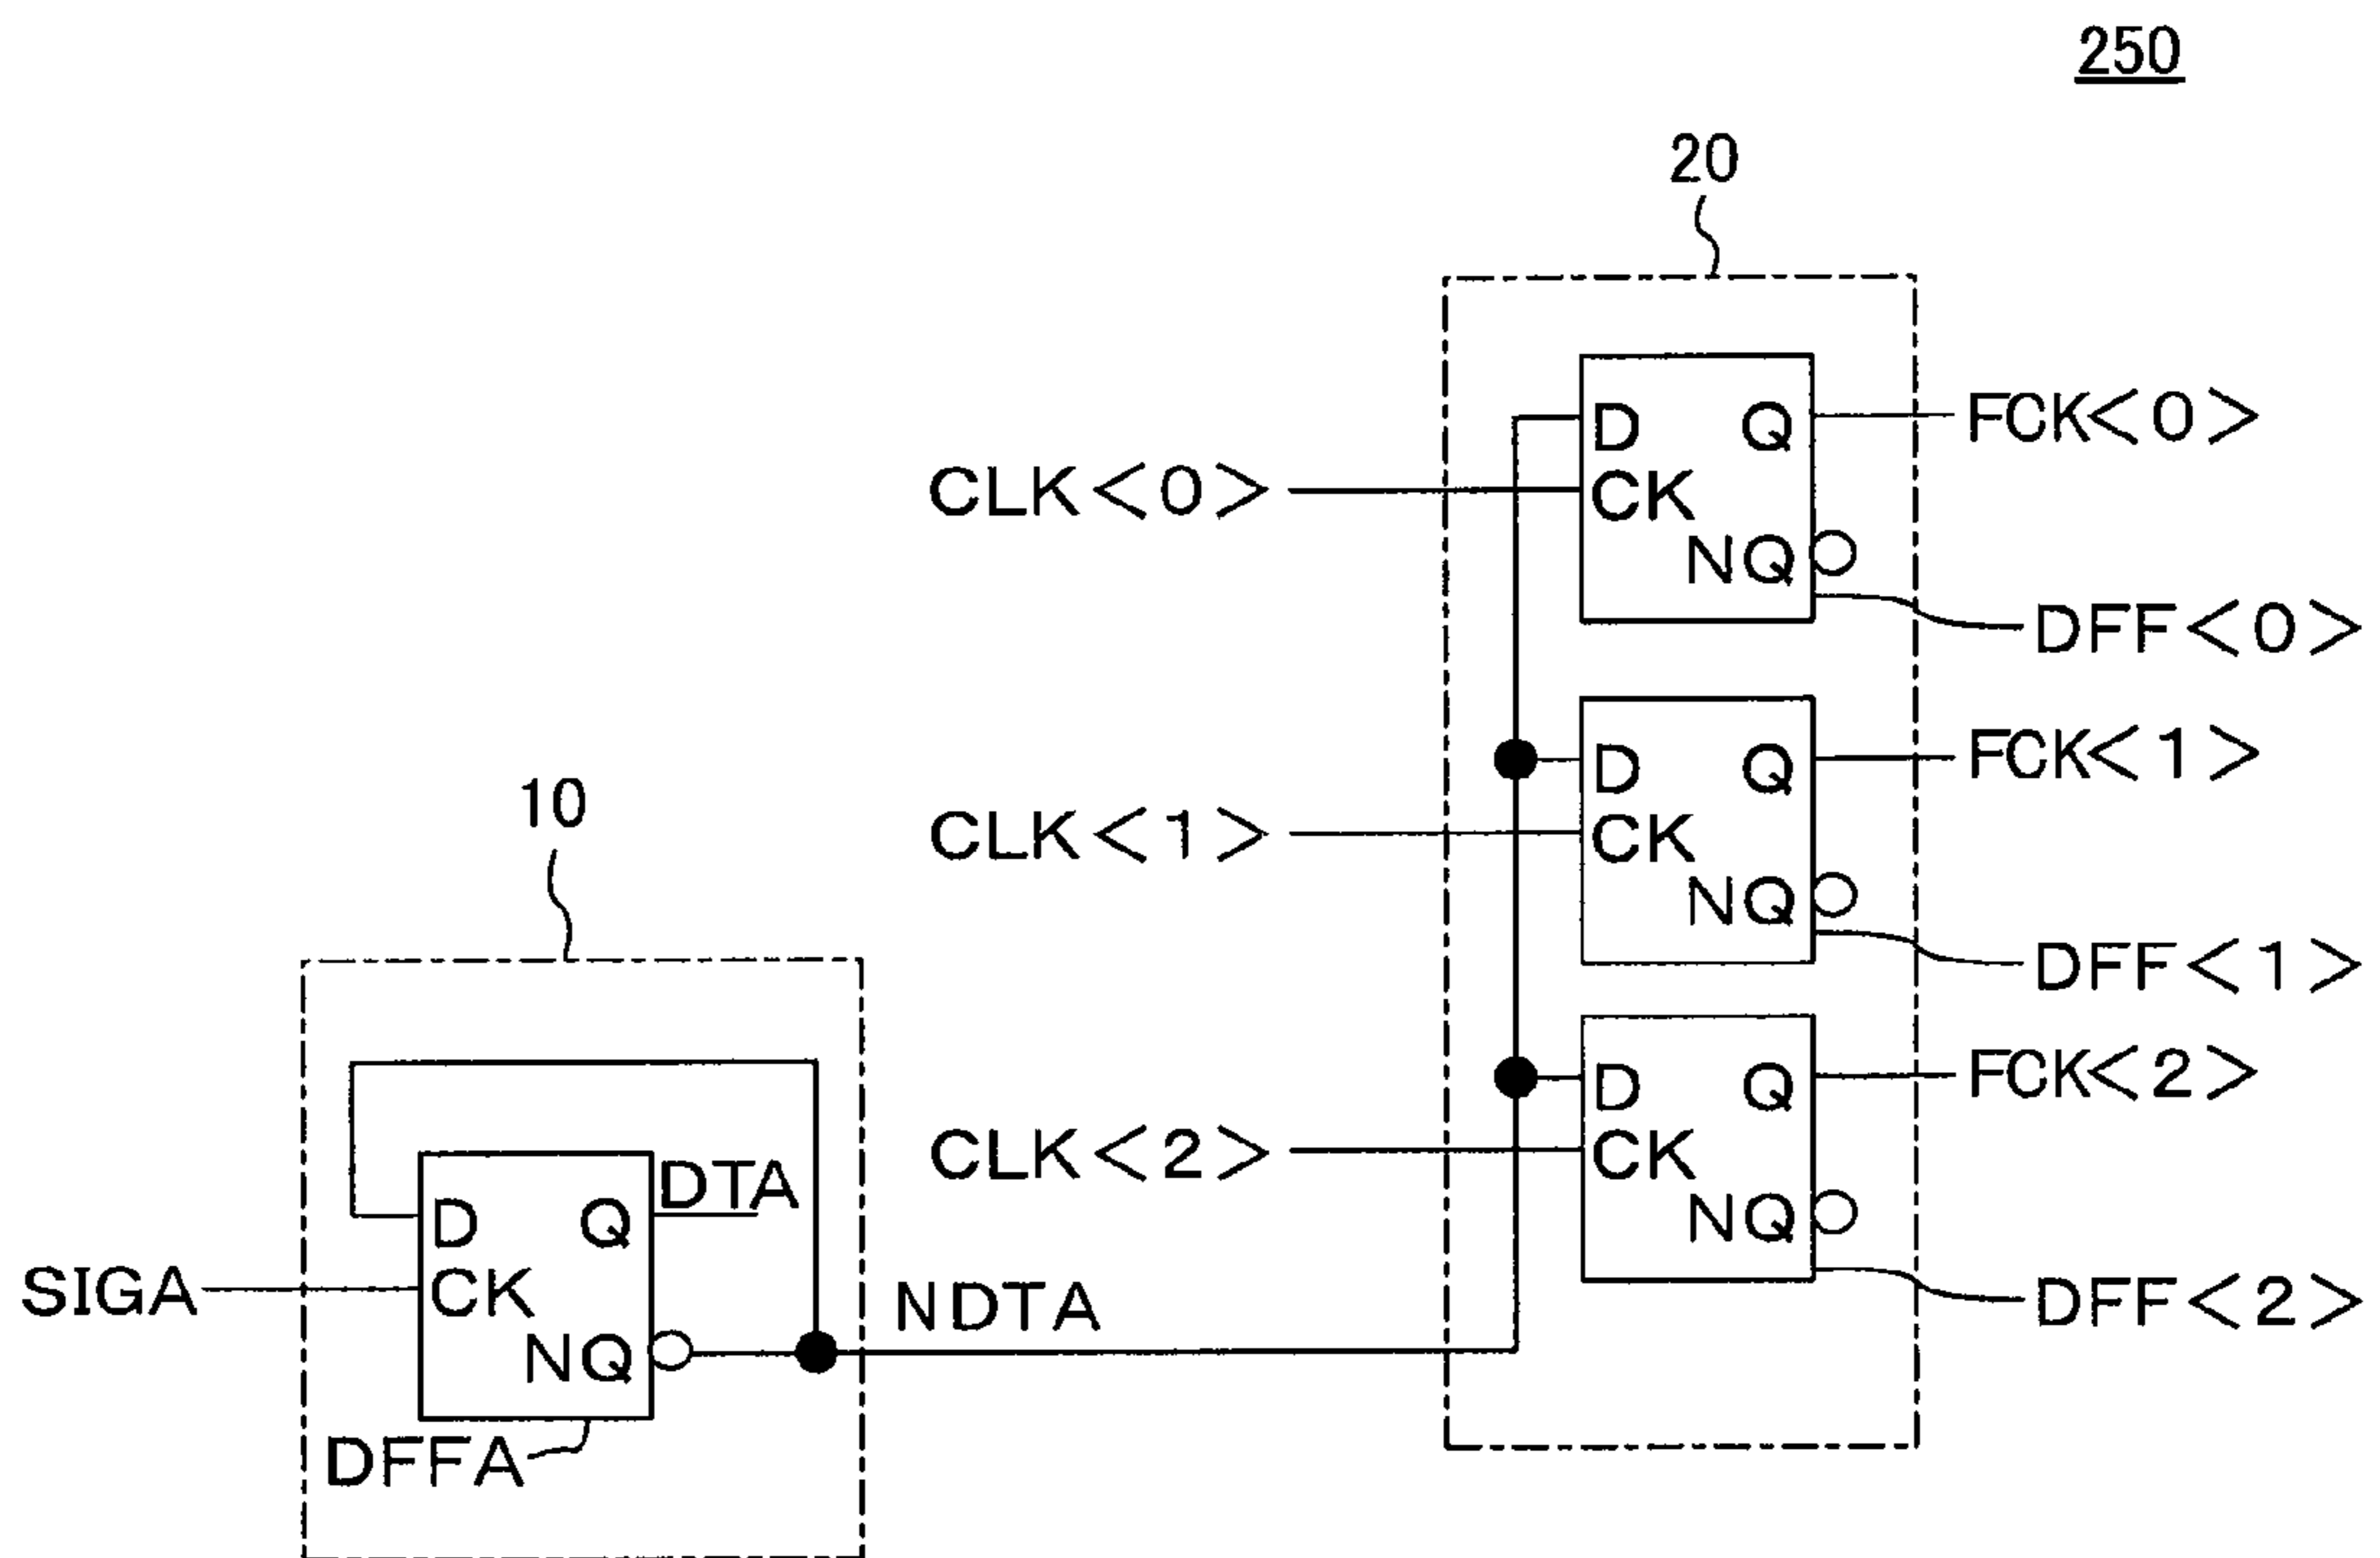 250
20
D Q
FCK<0>
CLK<0>
CK
NQ
DFF<0>
D Q
FCK<1>
10
CLK<1>
CK
NQ
DFF<1>
D Q
FCK<2>
CLK<2>
CK
DTA
D Q
NQ
SIGA
CK
NDTA
DFF<2>
NQ
DFFA